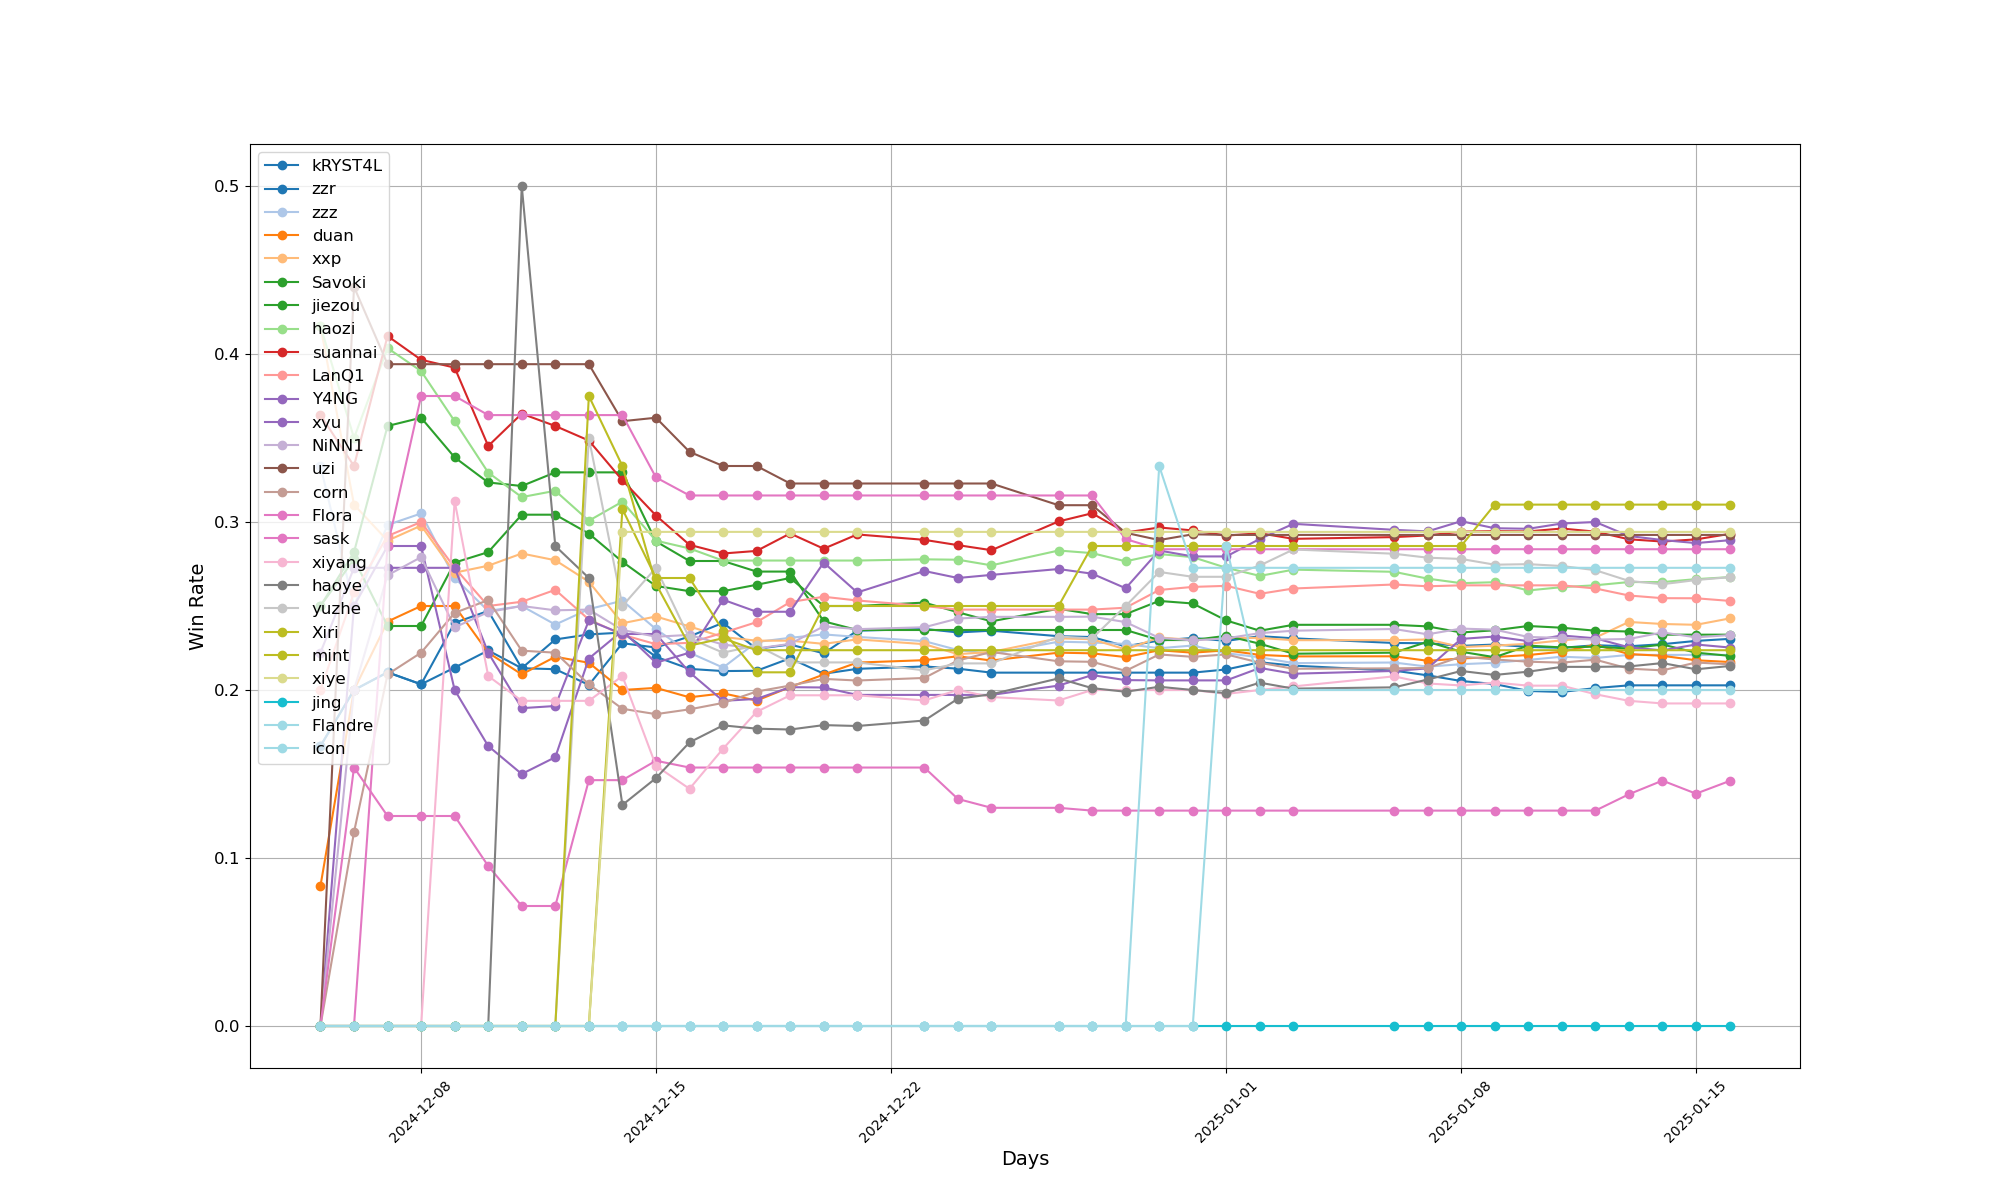 0.5
0.4
0.3
0.2
0.1
0.0
Win Rate
kRYST4L
zzr
zzz
duan
xxp
Savoki
jiezou
haozi
suannai
LanQ1
Y4NG
xyu
NiNN1
uzi
corn
Flora
sask
xiyang
haoye
yuzhe
Xiri
mint
xiye
jing
Flandre
icon
2024-12-08
2024-12-15
2024-12-22
2025-01-01
2025-01-08
2025-01-15
Days